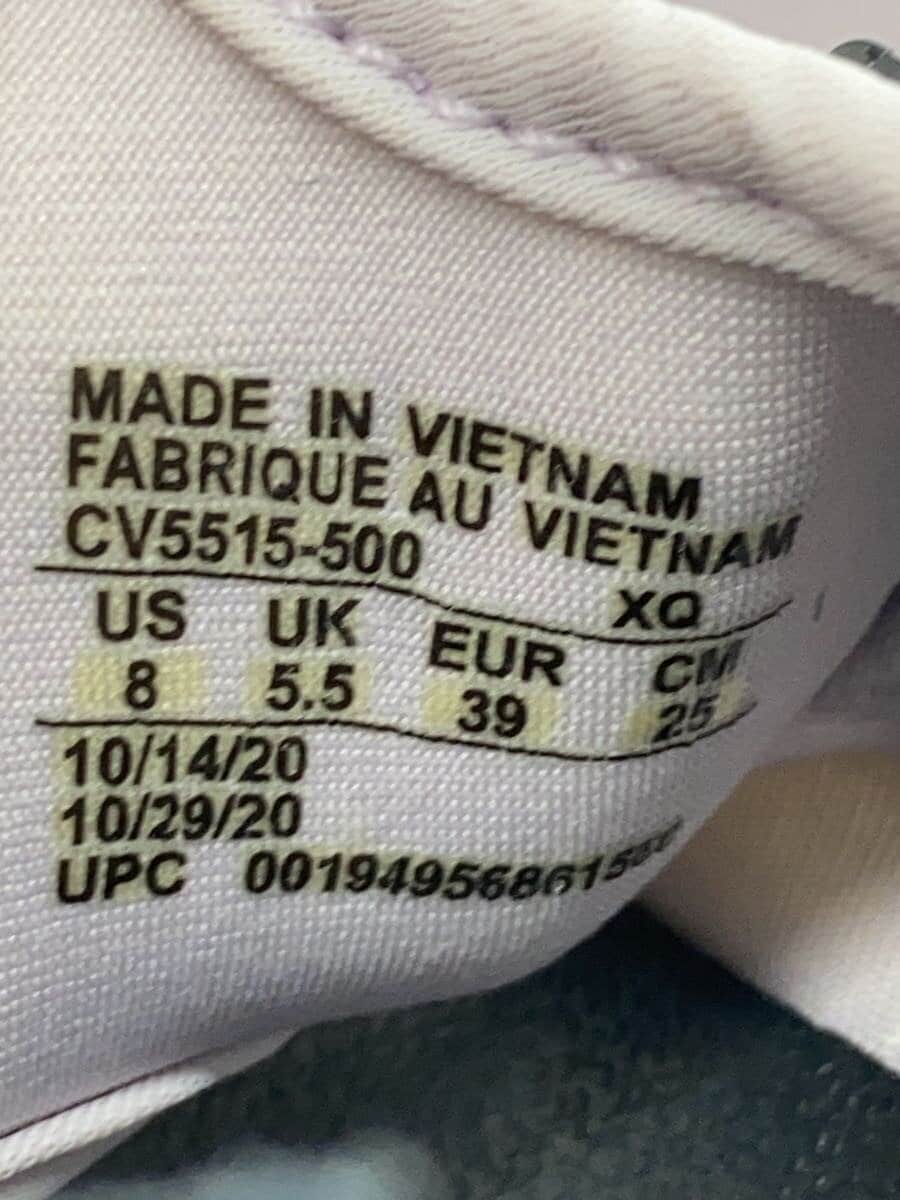 MADE IN VIETNAM
FABRIQUE AU VIETNAM
CV5515-500 XQ
US UK EUR CM
8 5.5 39 25
10/14/20
10/29/20
UPC